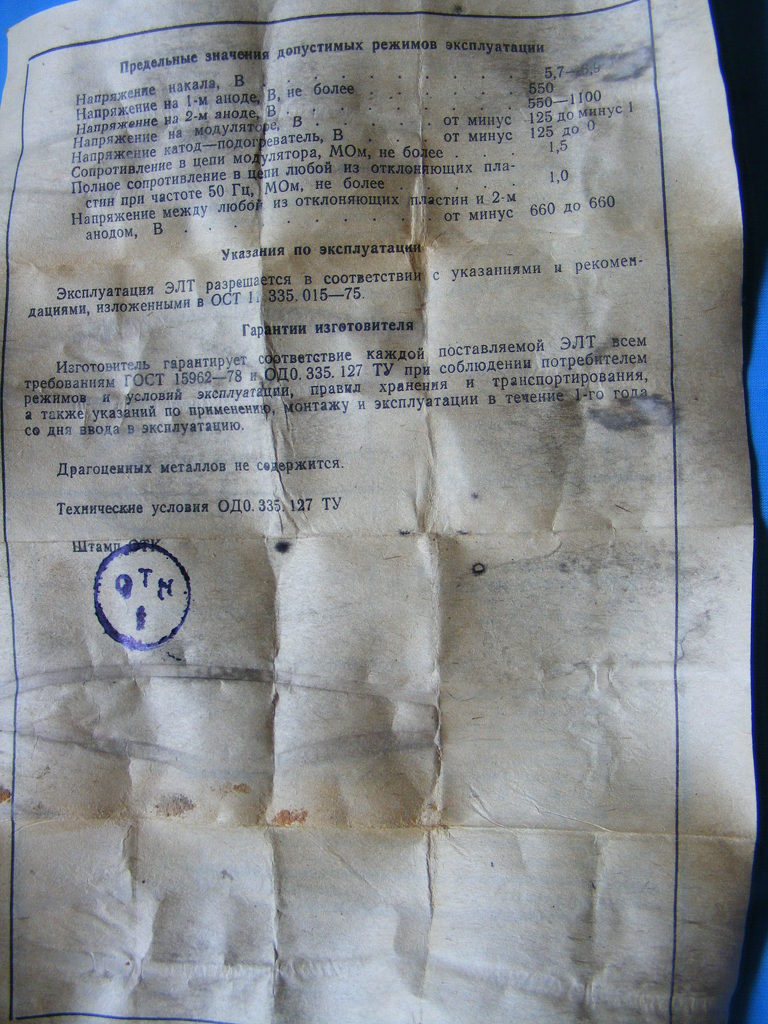 Предельные значения допустимых режимов эксплуатации
Напряжение накала, В . . . . . . . . 5,7—6,9
Напряжение на 1-м аноде, В, не более . . . . . 550
Напряжение на 2-м аноде, В . . . . . . . 550—1100
Напряжение на модуляторе, В . . . . . от минус 125 до минус 1
Напряжение катод—подогреватель, В . . . . от минус 125 до 0
Сопротивление в цепи модулятора, МОм, не более . . . 1,5
Полное сопротивление в цепи любой из отклоняющих пла-
стин при частоте 50 Гц, МОм, не более . . . . . 1,0
Напряжение между любой из отклоняющих пластин и 2-м
анодом, В . . . . . . . . . от минус 660 до 660
Указания по эксплуатации
Эксплуатация ЭЛТ разрешается в соответствии с указаниями и рекомен-
дациями, изложенными в ОСТ 11. 335. 015—75.
Гарантии изготовителя
Изготовитель гарантирует соответствие каждой поставляемой ЭЛТ всем
требованиям ГОСТ 15962—78 и ОД0. 335. 127 ТУ при соблюдении потребителем
режимов и условий эксплуатации, правил хранения и транспортирования,
а также указаний по применению, монтажу и эксплуатации в течение 1-го года
со дня ввода в эксплуатацию.
Драгоценных металлов не содержится.
Технические условия ОД0. 335. 127 ТУ
Штамп ОТК